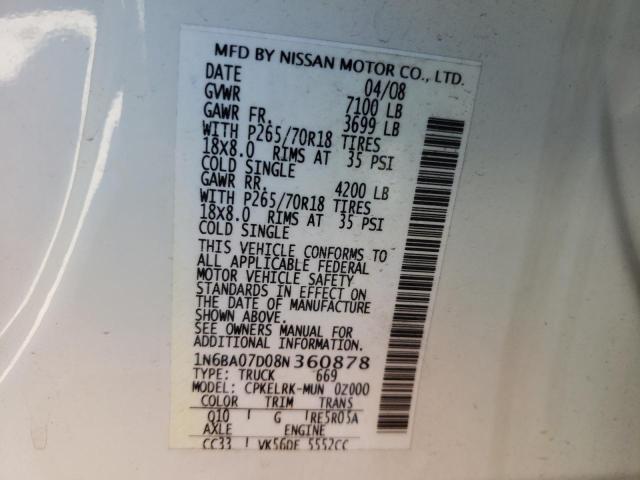 MFD BY NISSAN MOTOR CO., LTD.
DATE 04/08
GVWR 7100 LB
GAWR FR. 3699 LB
WITH P265/70R18 TIRES
18X8.0 RIMS AT 35 PSI
COLD SINGLE
GAWR RR. 4200 LB
WITH P265/70R18 TIRES
18X8.0 RIMS AT 35 PSI
COLD SINGLE
THIS VEHICLE CONFORMS TO
ALL APPLICABLE FEDERAL
MOTOR VEHICLE SAFETY
STANDARDS IN EFFECT ON
THE DATE OF MANUFACTURE
SHOWN ABOVE.
SEE OWNERS MANUAL FOR
ADDITIONAL INFORMATION.
1N6BA07D08N360878
TYPE: TRUCK 669
MODEL: CPKELRK-MUN 0Z000
COLOR TRIM TRANS
Q10 G RE5R05A
AXLE ENGINE
CC33 VK56DE 5552CC